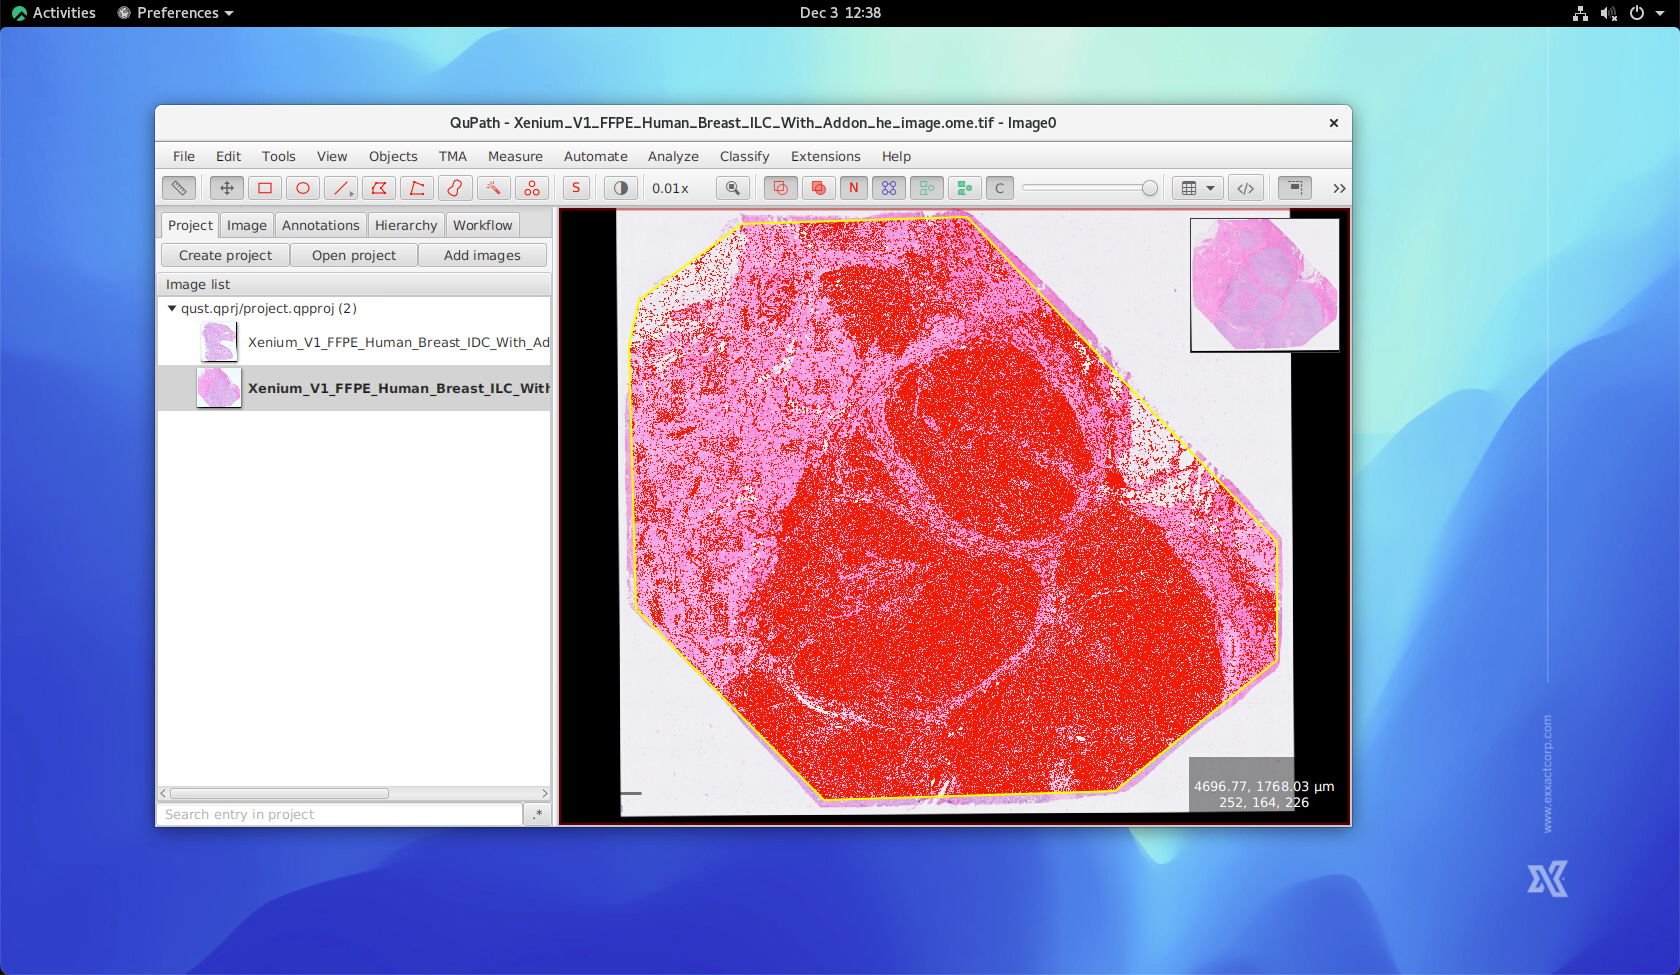 Activities Preferences Dec 3 12:38
QuPath - Xenium_V1_FFPE_Human_Breast_ILC_With_Addon_he_image.ome.tif - Image0
File Edit Tools View Objects TMA Measure Automate Analyze Classify Extensions Help
S 0.01x N C </> >>
Project Image Annotations Hierarchy Workflow
Create project Open project Add images
Image list
qust.qprj/project.qpproj (2)
Xenium_V1_FFPE_Human_Breast_IDC_With_Ad
Xenium_V1_FFPE_Human_Breast_ILC_With
Search entry in project .*
4696.77, 1768.03 µm
252, 164, 226
www.exxactcorp.com